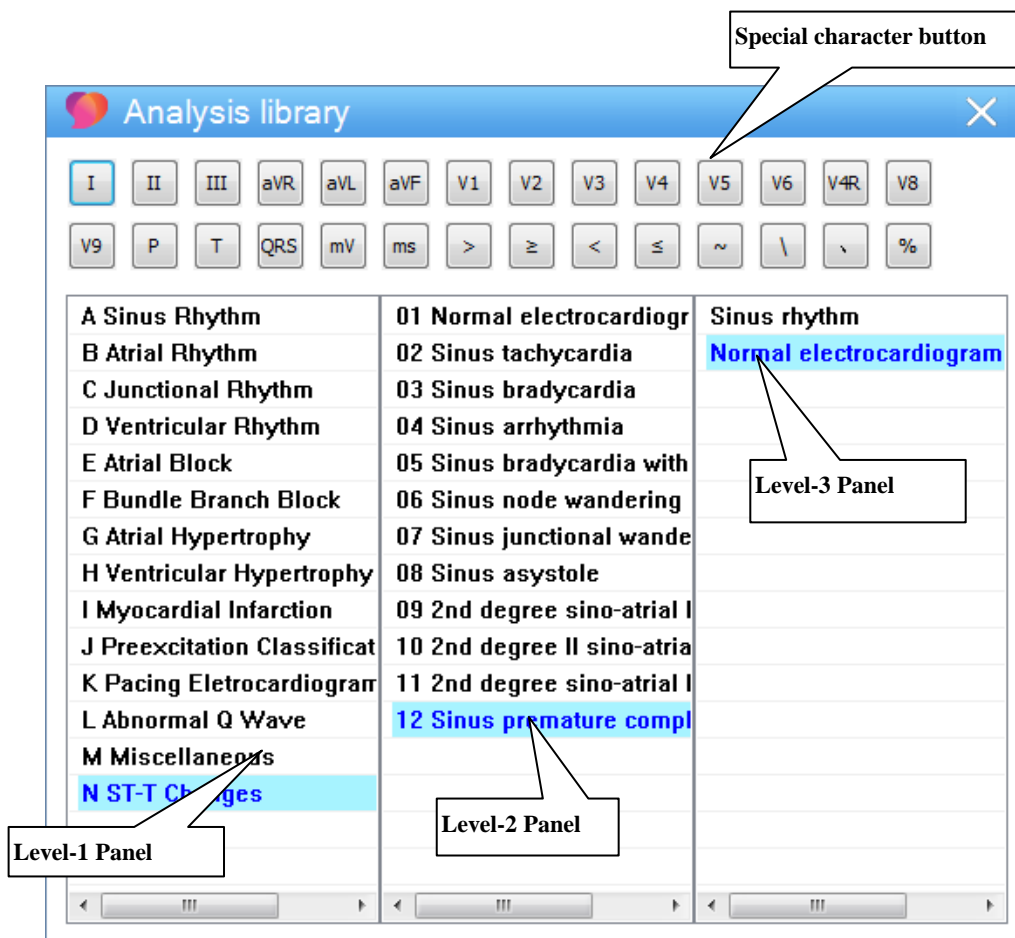 Special character button
Analysis library
I II III aVR aVL aVF V1 V2 V3 V4 V5 V6 V4R V8
V9 P T QRS mV ms > ≥ < ≤ ~ \ 、 %
A Sinus Rhythm
B Atrial Rhythm
C Junctional Rhythm
D Ventricular Rhythm
E Atrial Block
F Bundle Branch Block
G Atrial Hypertrophy
H Ventricular Hypertrophy
I Myocardial Infarction
J Preexcitation Classificat
K Pacing Eletrocardiogram
L Abnormal Q Wave
M Miscellaneous
N ST-T Changes
Level-1 Panel
01 Normal electrocardiogr
02 Sinus tachycardia
03 Sinus bradycardia
04 Sinus arrhythmia
05 Sinus bradycardia with
06 Sinus node wandering
07 Sinus junctional wande
08 Sinus asystole
09 2nd degree sino-atrial l
10 2nd degree II sino-atria
11 2nd degree sino-atrial l
12 Sinus premature compl
Level-2 Panel
Sinus rhythm
Normal electrocardiogram
Level-3 Panel